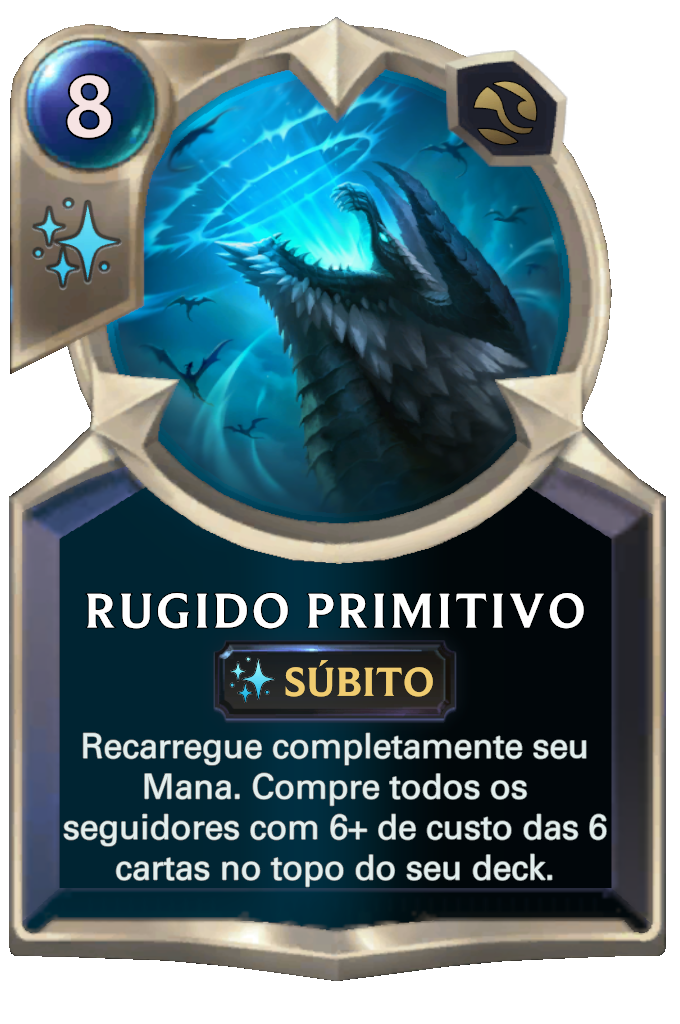 8
RUGIDO PRIMITIVO
SÚBITO
Recarregue completamente seu
Mana. Compre todos os
seguidores com 6+ de custo das 6
cartas no topo do seu deck.